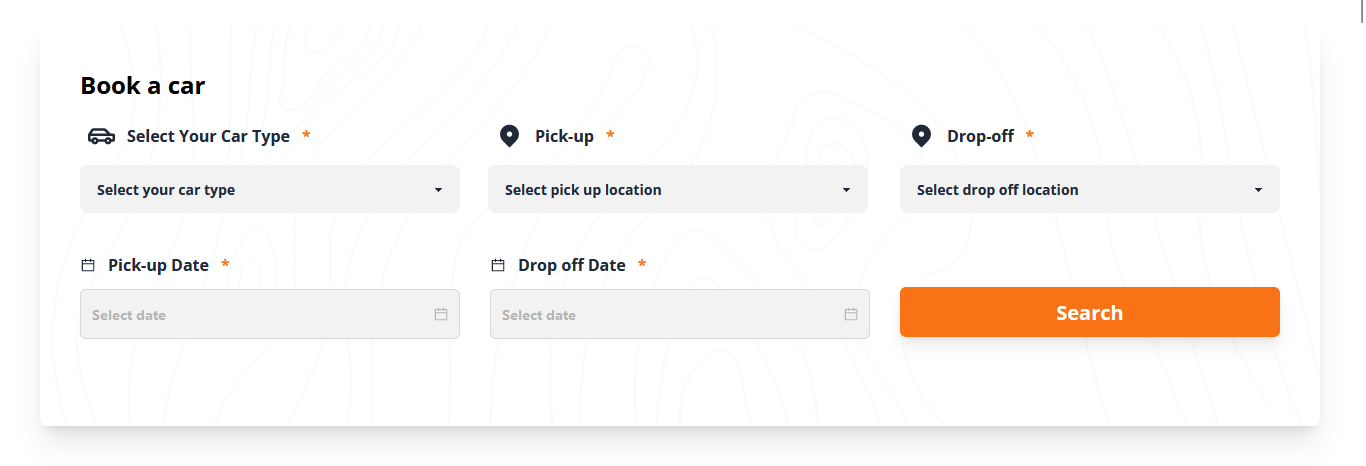 Book a car
Select Your Car Type *
Pick-up *
Drop-off *
Select your car type
Select pick up location
Select drop off location
Pick-up Date *
Drop off Date *
Select date
Select date
Search